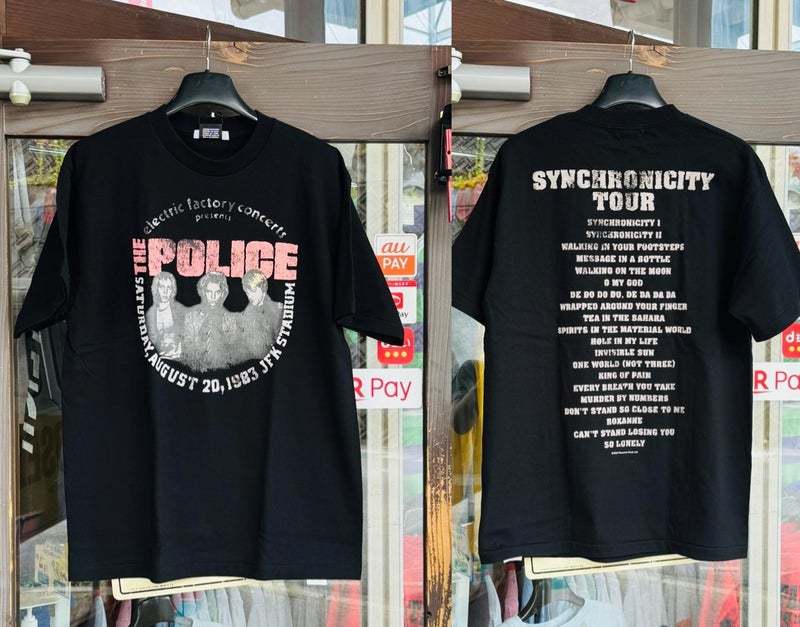 electric factory concerts
presents
THE
POLICE
SATURDAY, AUGUST 20, 1983 JFK STADIUM
au
PAY
Pay
R Pay
SYNCHRONICITY
TOUR
SYNCHRONICITY I
SYNCHRONICITY II
WALKING IN YOUR FOOTSTEPS
MESSAGE IN A BOTTLE
WALKING ON THE MOON
O MY GOD
DE DO DO DO, DE DA DA DA
WRAPPED AROUND YOUR FINGER
TEA IN THE SAHARA
SPIRITS IN THE MATERIAL WORLD
HOLE IN MY LIFE
INVISIBLE SUN
ONE WORLD (NOT THREE)
KING OF PAIN
EVERY BREATH YOU TAKE
MURDER BY NUMBERS
DON'T STAND SO CLOSE TO ME
ROXANNE
CAN'T STAND LOSING YOU
SO LONELY
R Pay